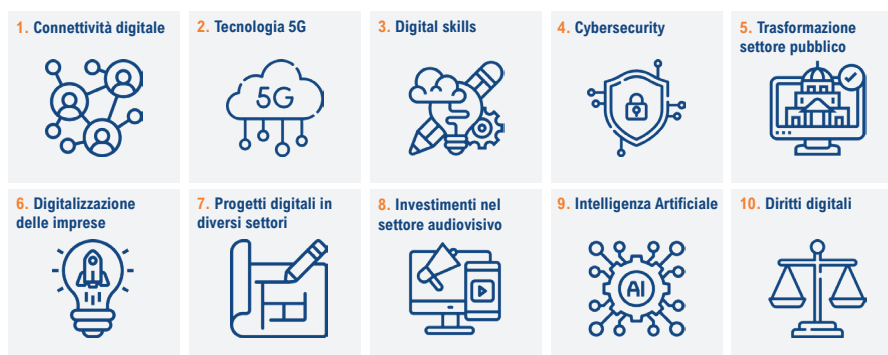 1. Connettività digitale
2. Tecnologia 5G
5G
3. Digital skills
4. Cybersecurity
5. Trasformazione
settore pubblico
6. Digitalizzazione
delle imprese
7. Progetti digitali in
diversi settori
8. Investimenti nel
settore audiovisivo
9. Intelligenza Artificiale
AI
10. Diritti digitali